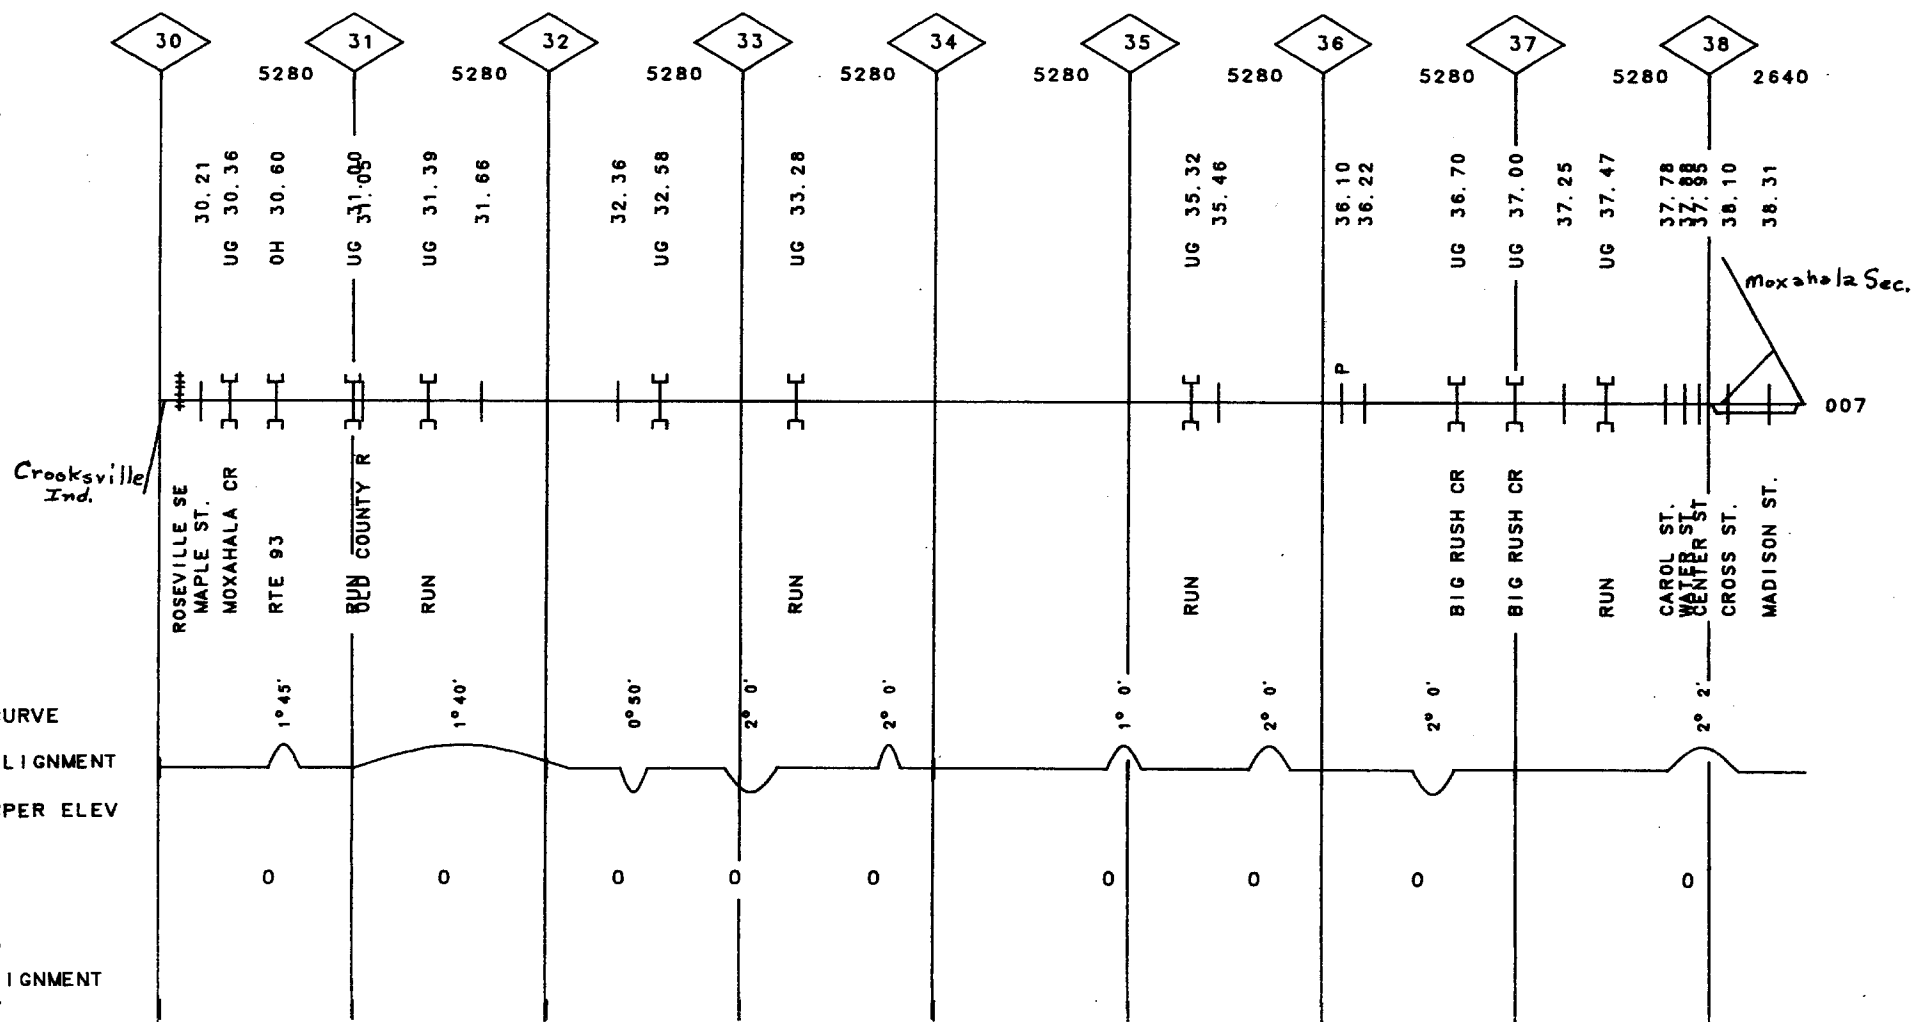 30 31 32 33 34 35 36 37 38
5280 5280 5280 5280 5280 5280 5280 5280 2640
30.21
UG 30.36
OH 30.60
UG 31.00
31.05
UG 31.39
31.66
32.36
UG 32.58
UG 33.28
UG 35.32
35.46
36.10
36.22
UG 36.70
UG 37.00
37.25
UG 37.47
37.78
37.88
37.95
38.10
38.31
Moxahala Sec.
P
007
Crooksville
Ind.
ROSEVILLE SE
MAPLE ST.
MOXAHALA CR
RTE 93
RUN
OLD COUNTY R
RUN
RUN
RUN
BIG RUSH CR
BIG RUSH CR
RUN
CAROL ST.
WATER ST.
CENTER ST
CROSS ST.
MADISON ST.
URVE
1° 45' 1° 40' 0° 50' 2° 0' 2° 0' 1° 0' 2° 0' 2° 0' 2° 2'
LIGNMENT
PER ELEV
0 0 0 0 0 0 0 0 0
IGNMENT